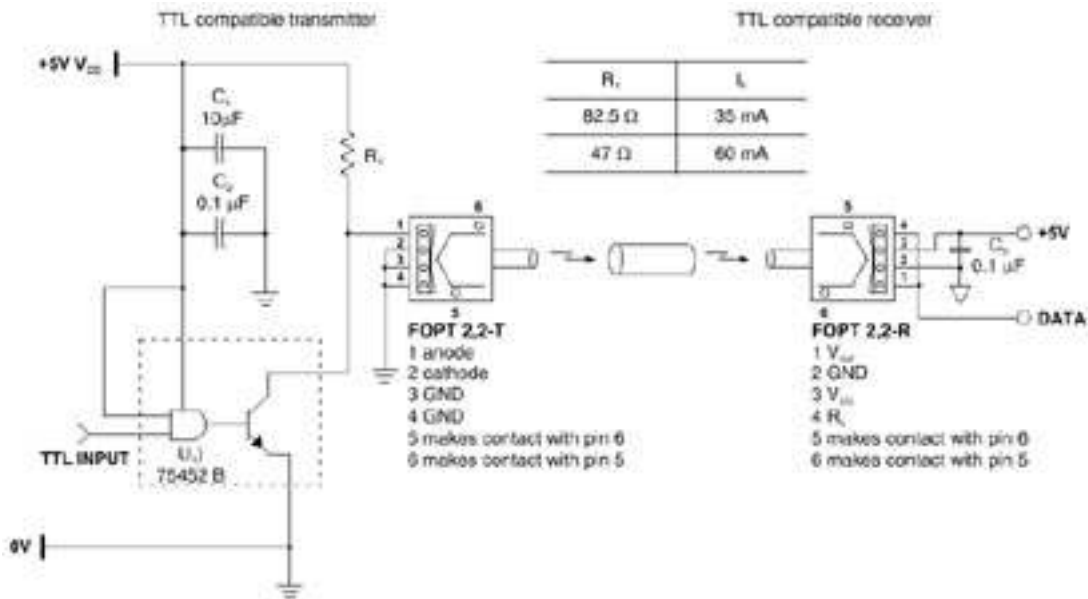 TTL compatible transmitter
TTL compatible receiver
+5V V
C
10μF
C
0.1 μF
R
82.5 Ω 35 mA
47 Ω 60 mA
6
1
2
3
4
5
5
4
3
2
1
6
+5V
C
0.1 μF
DATA
FOPT 2,2-T
1 anode
2 cathode
3 GND
4 GND
5 makes contact with pin 6
6 makes contact with pin 5
FOPT 2,2-R
1 V
2 GND
3 V
4 R
5 makes contact with pin 6
6 makes contact with pin 5
TTL INPUT
75452 B
0V